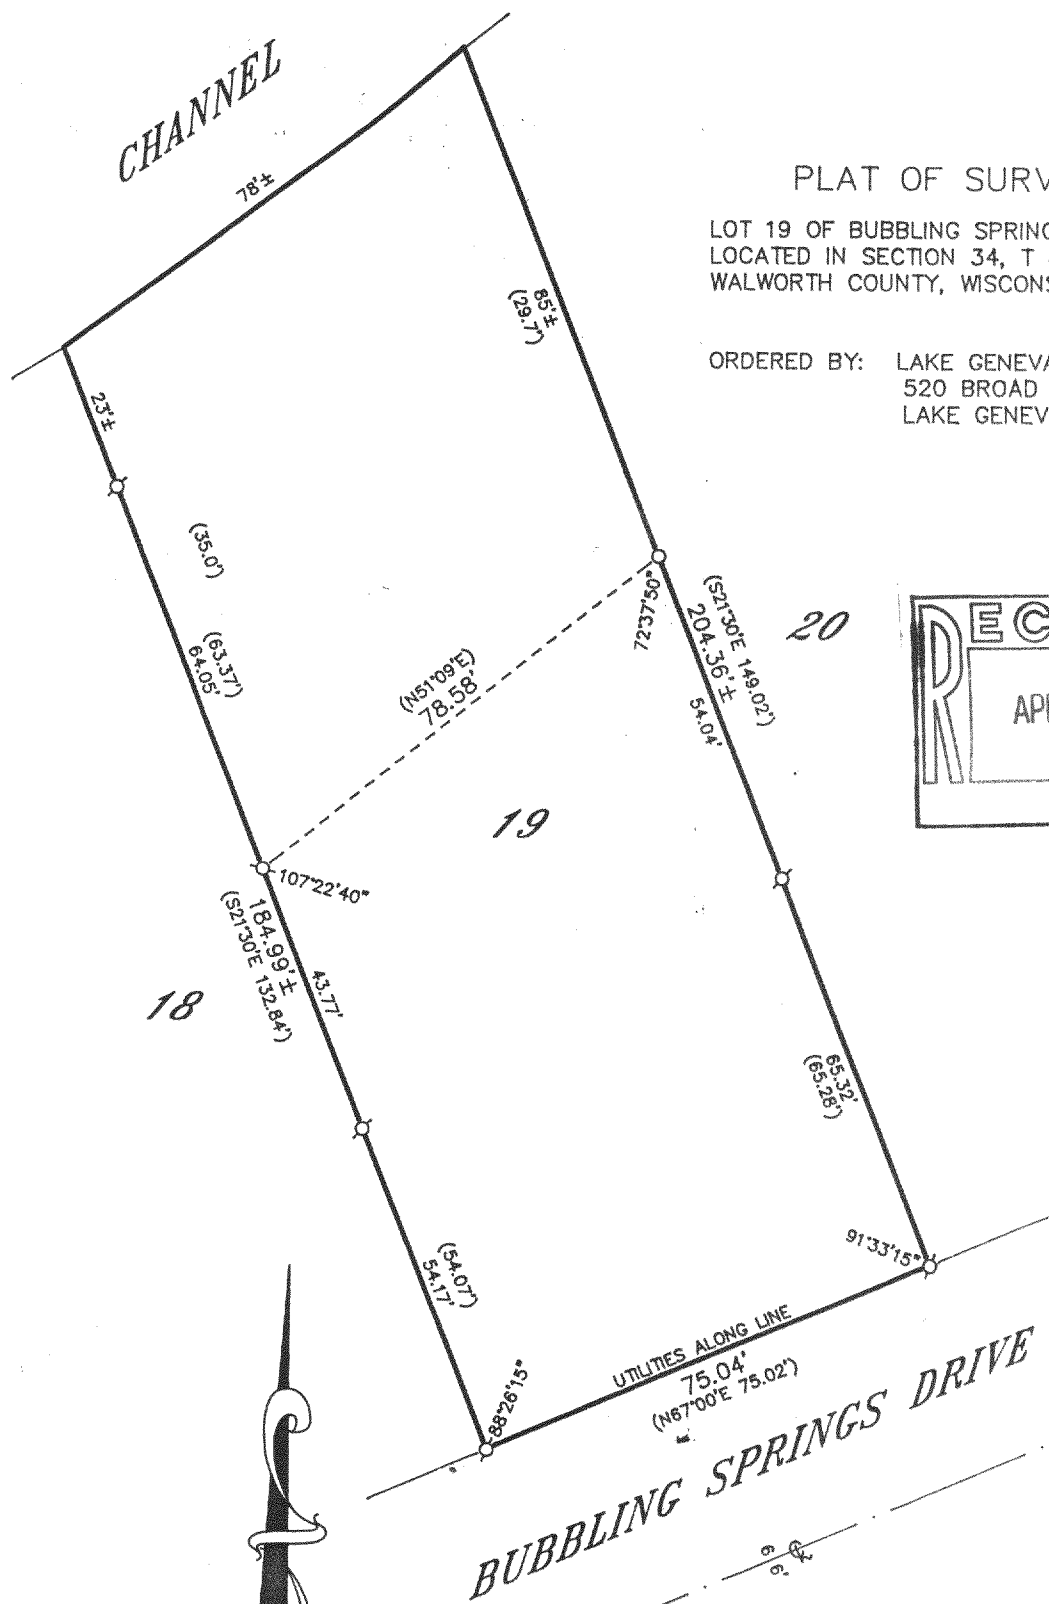 CHANNEL
78'±
PLAT OF SURV
LOT 19 OF BUBBLING SPRING
LOCATED IN SECTION 34, T
WALWORTH COUNTY, WISCONS
ORDERED BY: LAKE GENEVA
520 BROAD
LAKE GENEV
85'±
(29.7')
23'±
(35.0')
(63.37')
64.05'
(N51°09'E)
78.58'
72°37'50"
(S21°30'E 149.02')
204.36'±
54.04'
20
REC
AP
19
107°22'40"
184.99'±
(S21°30'E 132.84')
43.77'
18
65.32'
(65.28')
91°33'15"
(54.07')
54.17'
88°26'15"
UTILITIES ALONG LINE
75.04'
(N67°00'E 75.02')
BUBBLING SPRINGS DRIVE
66'